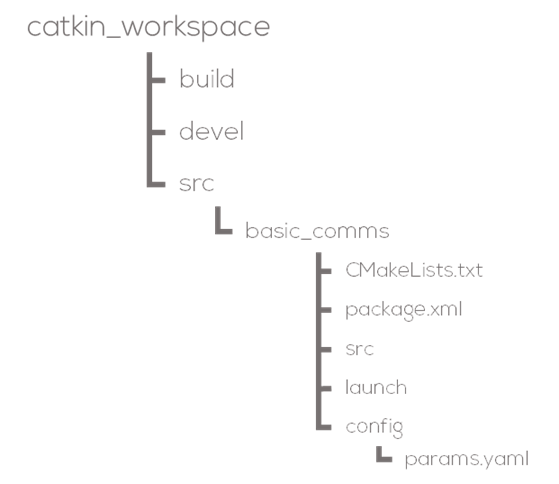 catkin_workspace
build
devel
src
basic_comms
CMakeLists.txt
package.xml
src
launch
config
params.yaml